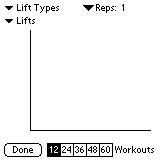 Lift Types Reps: 1
Lifts
Done 12 24 36 48 60 Workouts